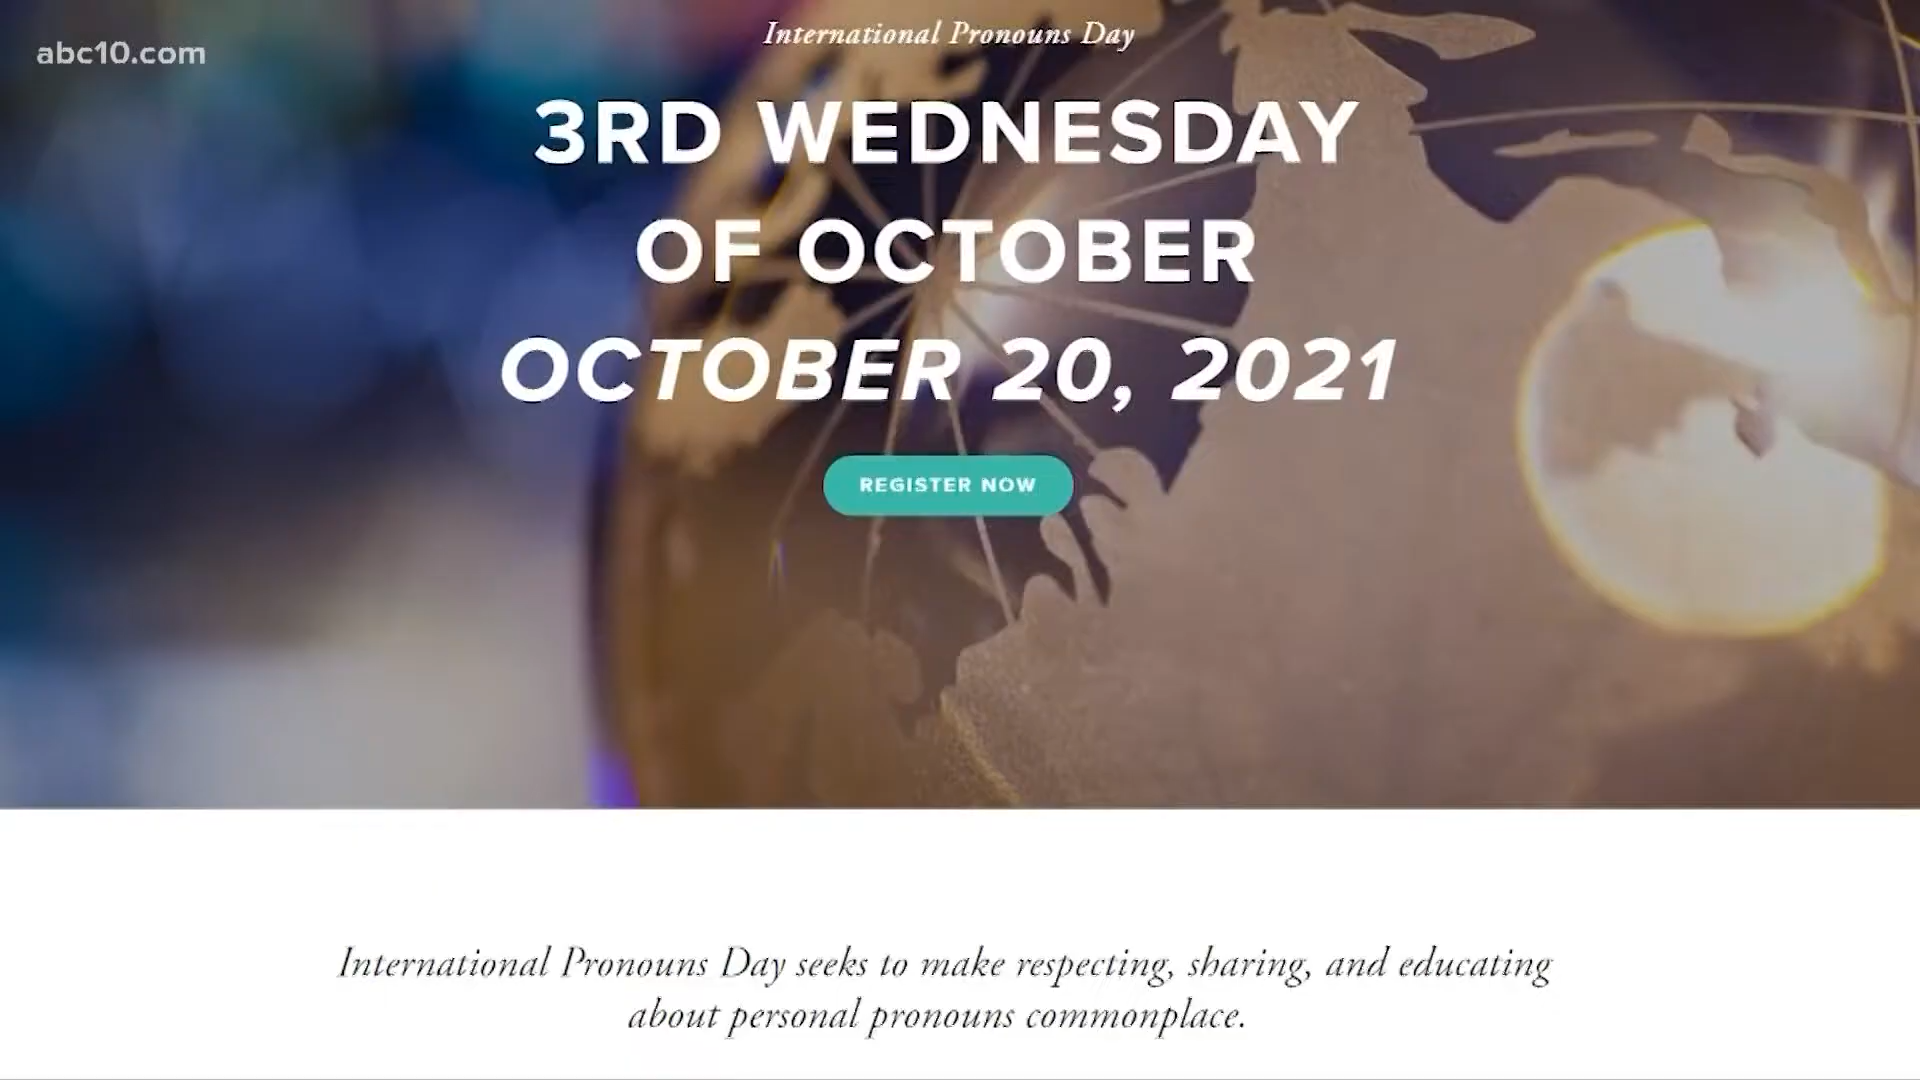 abc10.com
International Pronouns Day
3RD WEDNESDAY
OF OCTOBER
OCTOBER 20, 2021
REGISTER NOW
International Pronouns Day seeks to make respecting, sharing, and educating
about personal pronouns commonplace.